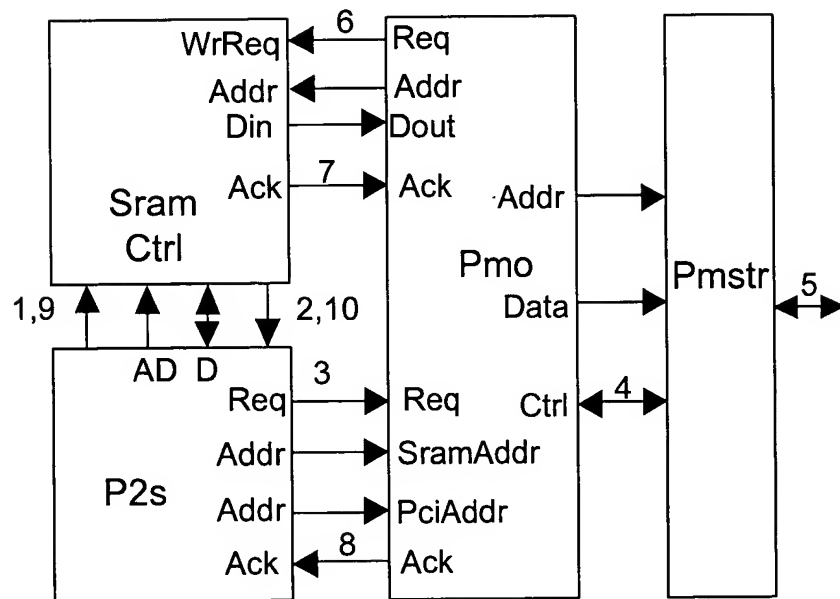 6
WrReq Req
Addr Addr
Din Dout
7
Ack Ack Addr
Sram
Ctrl
Pmo Pmstr
5
1,9 2,10 Data
AD D
3
Req Req Ctrl 4
Addr SramAddr
P2s
Addr PciAddr
8
Ack Ack